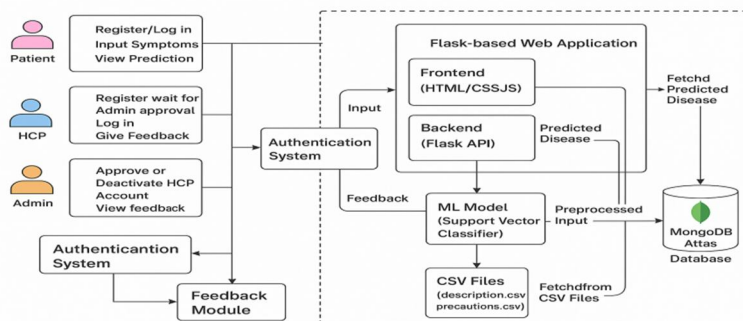 Patient
Register/Log in
Input Symptoms
View Prediction
HCP
Register wait for
Admin approval
Log in
Give Feedback
Admin
Approve or
Deactivate HCP
Account
View feedback
Authenticantion
System
Feedback
Module
Authentication
System
Input
Feedback
Flask-based Web Application
Frontend
(HTML/CSSJS)
Backend
(Flask API)
Predicted
Disease
ML Model
(Support Vector
Classifier)
Preprocessed
Input
CSV Files
(description.csv
precautions.csv)
Fetchdfrom
CSV Files
Fetchd
Predicted
Disease
MongoDB
Attas
Database